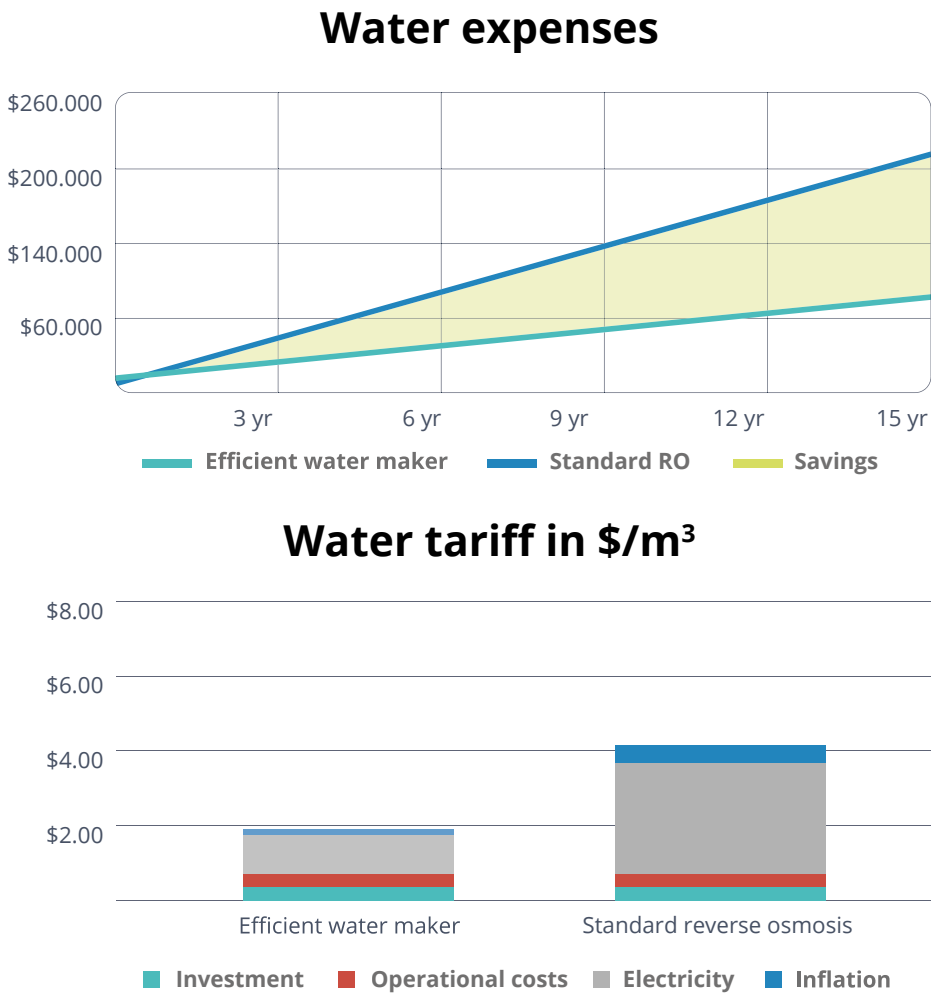 Water expenses
$260.000
$200.000
$140.000
$60.000
3 yr 6 yr 9 yr 12 yr 15 yr
Efficient water maker Standard RO Savings
Water tariff in $/m³
$8.00
$6.00
$4.00
$2.00
Efficient water maker Standard reverse osmosis
Investment Operational costs Electricity Inflation